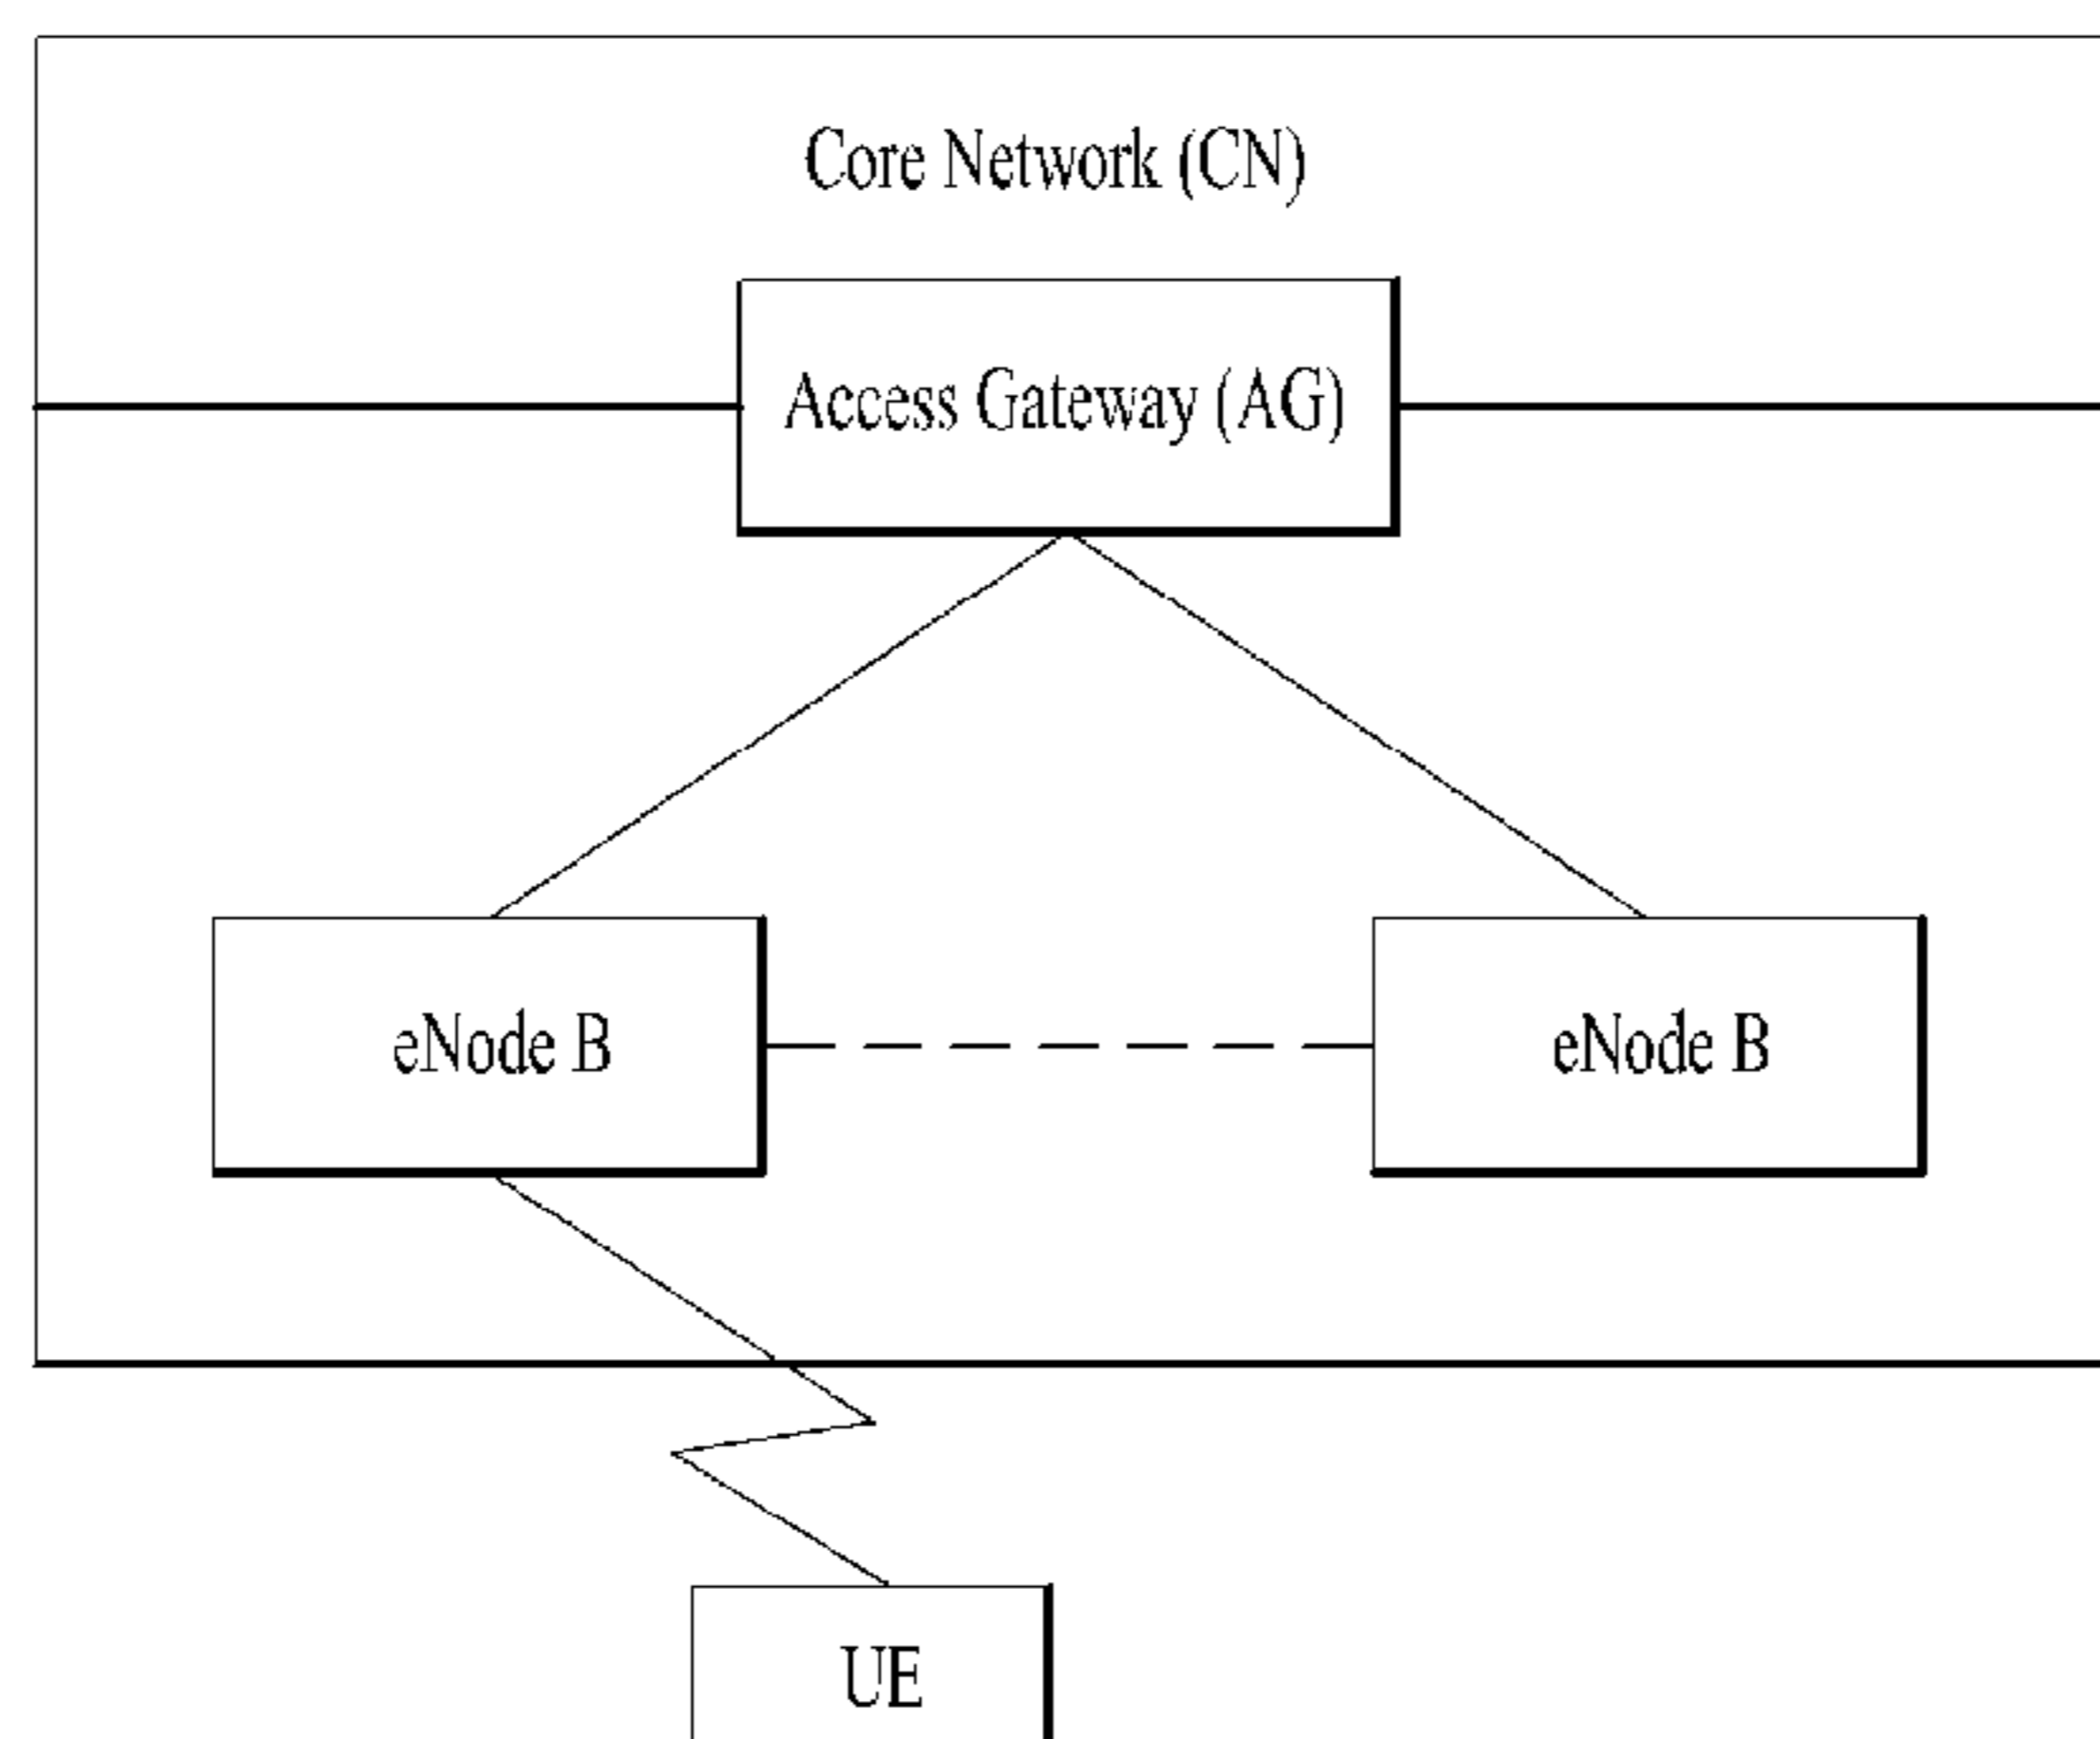 Core Network (CN)
Access Gateway (AG)
eNode B
eNode B
UE